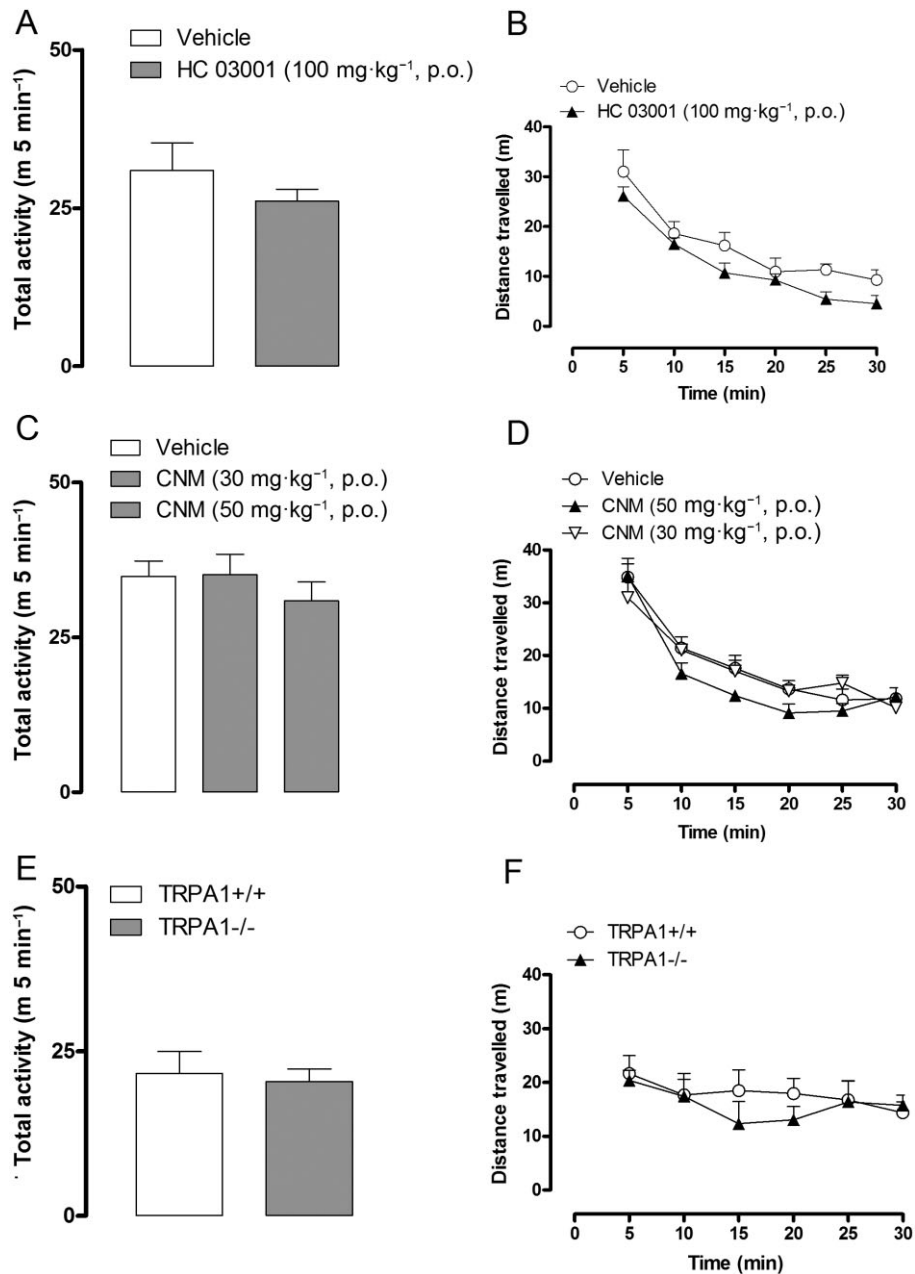 A
Vehicle
HC 03001 (100 mg·kg⁻¹, p.o.)
Total activity (m 5 min⁻¹)
50
25
0
B
Vehicle
HC 03001 (100 mg·kg⁻¹, p.o.)
Distance travelled (m)
40
30
20
10
0
0 5 10 15 20 25 30
Time (min)
C
Vehicle
CNM (30 mg·kg⁻¹, p.o.)
CNM (50 mg·kg⁻¹, p.o.)
Total activity (m 5 min⁻¹)
50
25
0
D
Vehicle
CNM (50 mg·kg⁻¹, p.o.)
CNM (30 mg·kg⁻¹, p.o.)
Distance travelled (m)
40
30
20
10
0
0 5 10 15 20 25 30
Time (min)
E
TRPA1+/+
TRPA1-/-
Total activity (m 5 min⁻¹)
50
25
0
F
TRPA1+/+
TRPA1-/-
Distance travelled (m)
40
30
20
10
0
0 5 10 15 20 25 30
Time (min)